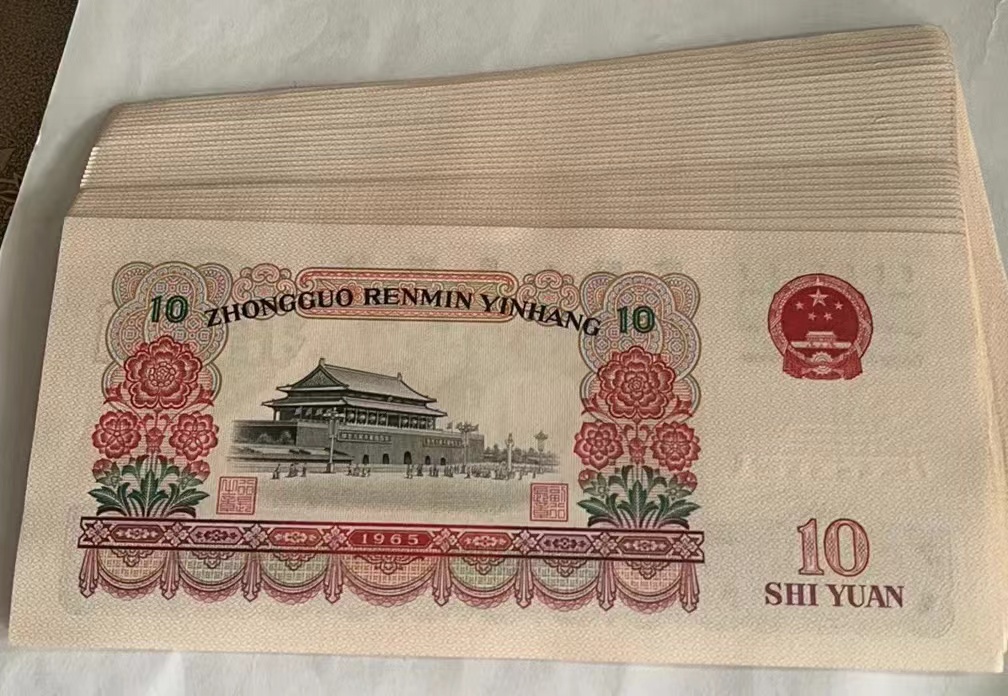 10 ZHONGGUO RENMIN YINHANG 10
1965
10
SHI YUAN